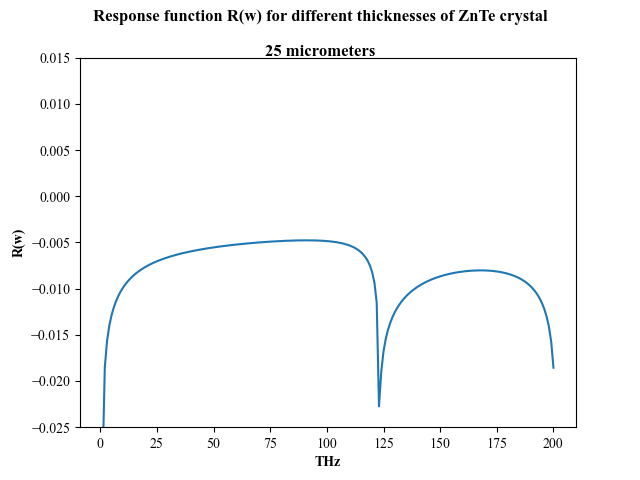 Response function R(w) for different thicknesses of ZnTe crystal
25 micrometers
0.015
0.010
0.005
0.000
−0.005
−0.010
−0.015
−0.020
−0.025
R(w)
0 25 50 75 100 125 150 175 200
THz